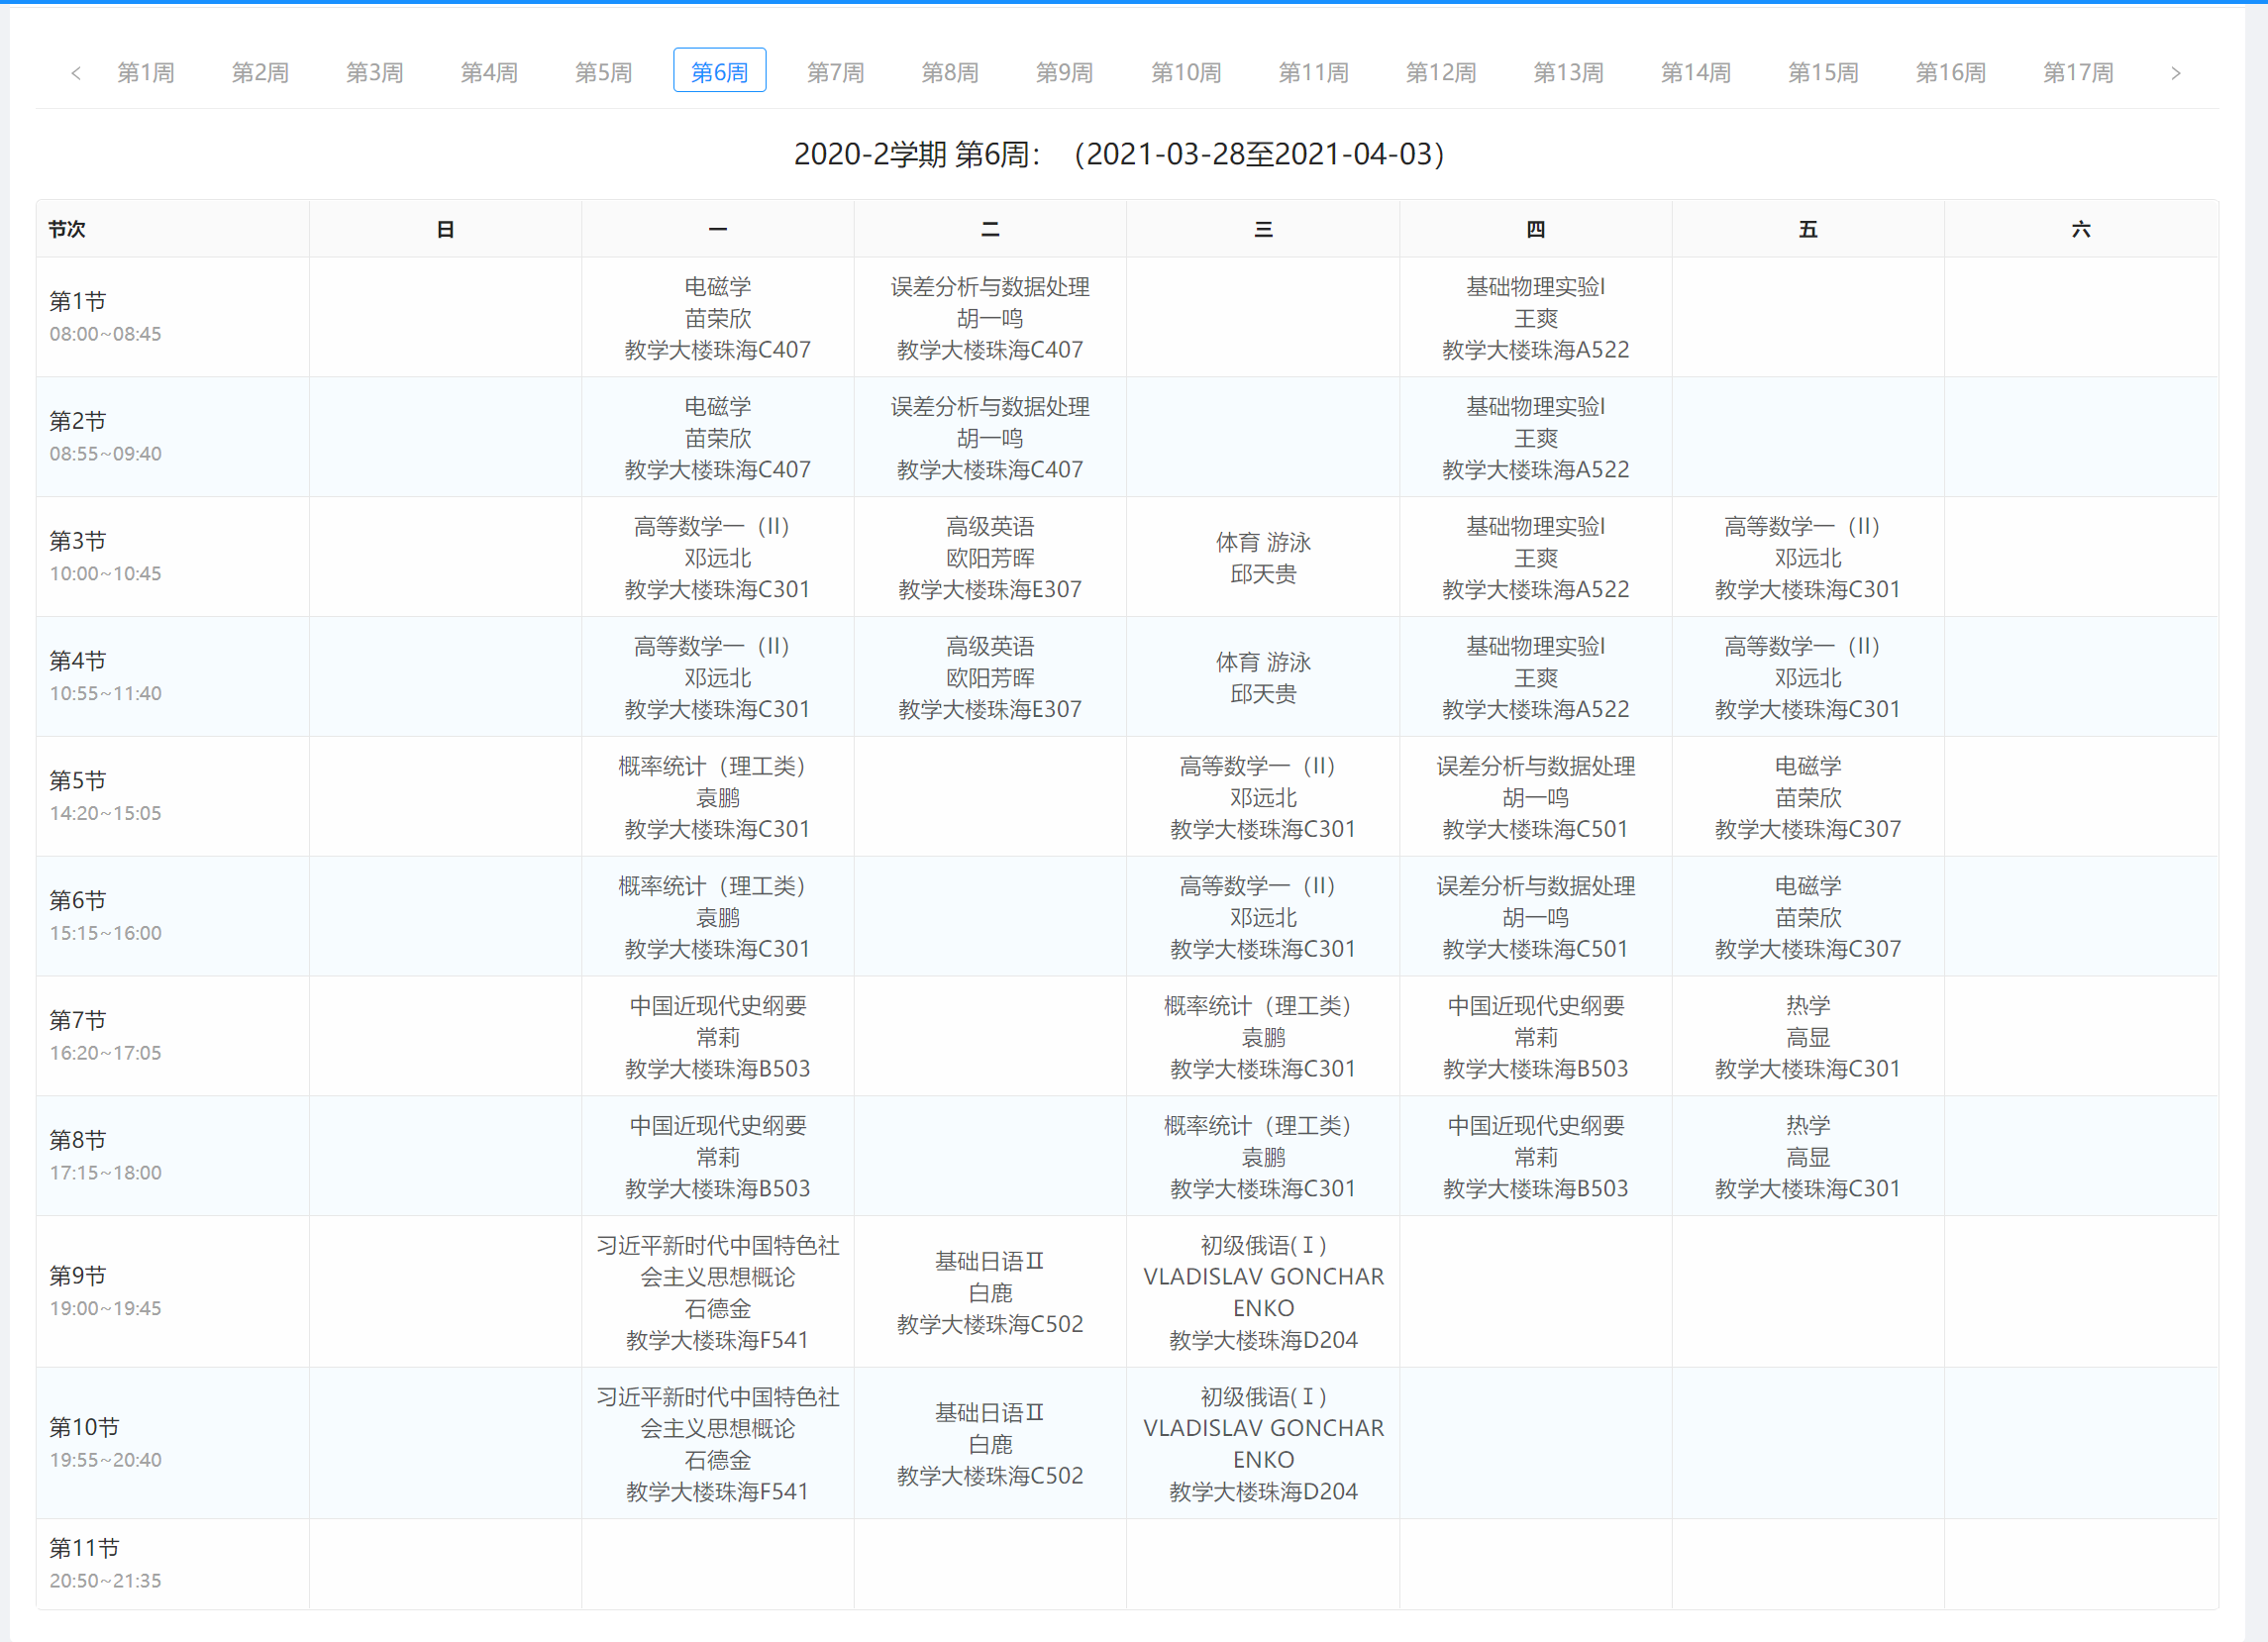 第1周 第2周 第3周 第4周 第5周 第6周 第7周 第8周 第9周 第10周 第11周 第12周 第13周 第14周 第15周 第16周 第17周
2020-2学期 第6周：（2021-03-28至2021-04-03）
节次 日 一 二 三 四 五 六
第1节
08:00~08:45
电磁学
苗荣欣
教学大楼珠海C407
误差分析与数据处理
胡一鸣
教学大楼珠海C407
基础物理实验I
王爽
教学大楼珠海A522
第2节
08:55~09:40
电磁学
苗荣欣
教学大楼珠海C407
误差分析与数据处理
胡一鸣
教学大楼珠海C407
基础物理实验I
王爽
教学大楼珠海A522
第3节
10:00~10:45
高等数学一（II）
邓远北
教学大楼珠海C301
高级英语
欧阳芳晖
教学大楼珠海E307
体育 游泳
邱天贵
基础物理实验I
王爽
教学大楼珠海A522
高等数学一（II）
邓远北
教学大楼珠海C301
第4节
10:55~11:40
高等数学一（II）
邓远北
教学大楼珠海C301
高级英语
欧阳芳晖
教学大楼珠海E307
体育 游泳
邱天贵
基础物理实验I
王爽
教学大楼珠海A522
高等数学一（II）
邓远北
教学大楼珠海C301
第5节
14:20~15:05
概率统计（理工类）
袁鹏
教学大楼珠海C301
高等数学一（II）
邓远北
教学大楼珠海C301
误差分析与数据处理
胡一鸣
教学大楼珠海C501
电磁学
苗荣欣
教学大楼珠海C307
第6节
15:15~16:00
概率统计（理工类）
袁鹏
教学大楼珠海C301
高等数学一（II）
邓远北
教学大楼珠海C301
误差分析与数据处理
胡一鸣
教学大楼珠海C501
电磁学
苗荣欣
教学大楼珠海C307
第7节
16:20~17:05
中国近现代史纲要
常莉
教学大楼珠海B503
概率统计（理工类）
袁鹏
教学大楼珠海C301
中国近现代史纲要
常莉
教学大楼珠海B503
热学
高显
教学大楼珠海C301
第8节
17:15~18:00
中国近现代史纲要
常莉
教学大楼珠海B503
概率统计（理工类）
袁鹏
教学大楼珠海C301
中国近现代史纲要
常莉
教学大楼珠海B503
热学
高显
教学大楼珠海C301
第9节
19:00~19:45
习近平新时代中国特色社
会主义思想概论
石德金
教学大楼珠海F541
基础日语Ⅱ
白鹿
教学大楼珠海C502
初级俄语(Ⅰ)
VLADISLAV GONCHAR
ENKO
教学大楼珠海D204
第10节
19:55~20:40
习近平新时代中国特色社
会主义思想概论
石德金
教学大楼珠海F541
基础日语Ⅱ
白鹿
教学大楼珠海C502
初级俄语(Ⅰ)
VLADISLAV GONCHAR
ENKO
教学大楼珠海D204
第11节
20:50~21:35